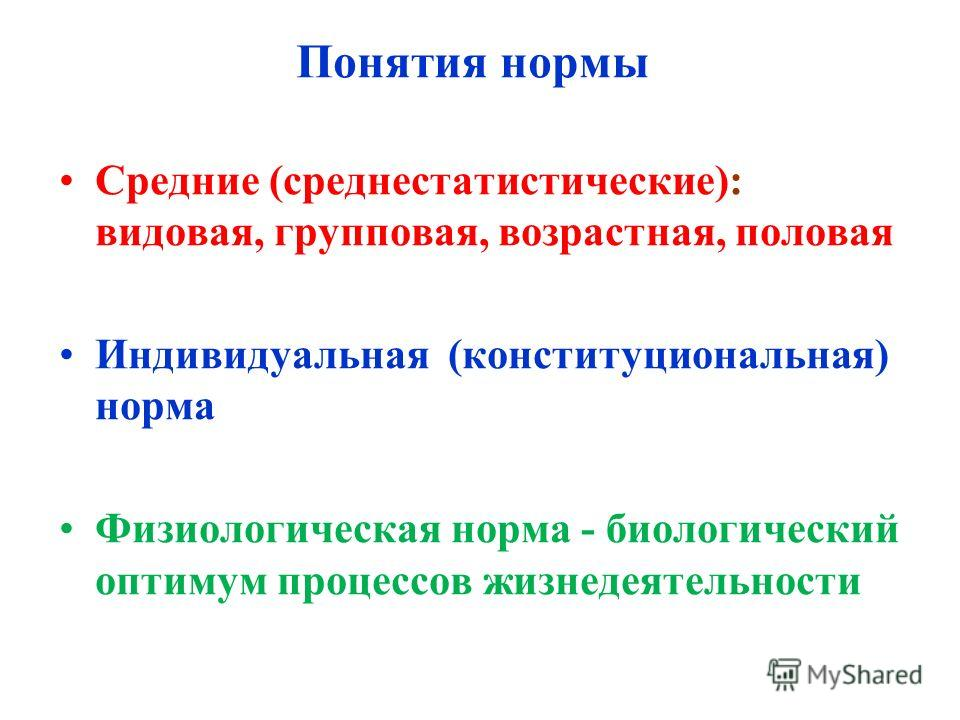 Понятия нормы
• Средние (среднестатистические):
видовая, групповая, возрастная, половая
• Индивидуальная (конституциональная)
норма
• Физиологическая норма - биологический
оптимум процессов жизнедеятельности
MyShared